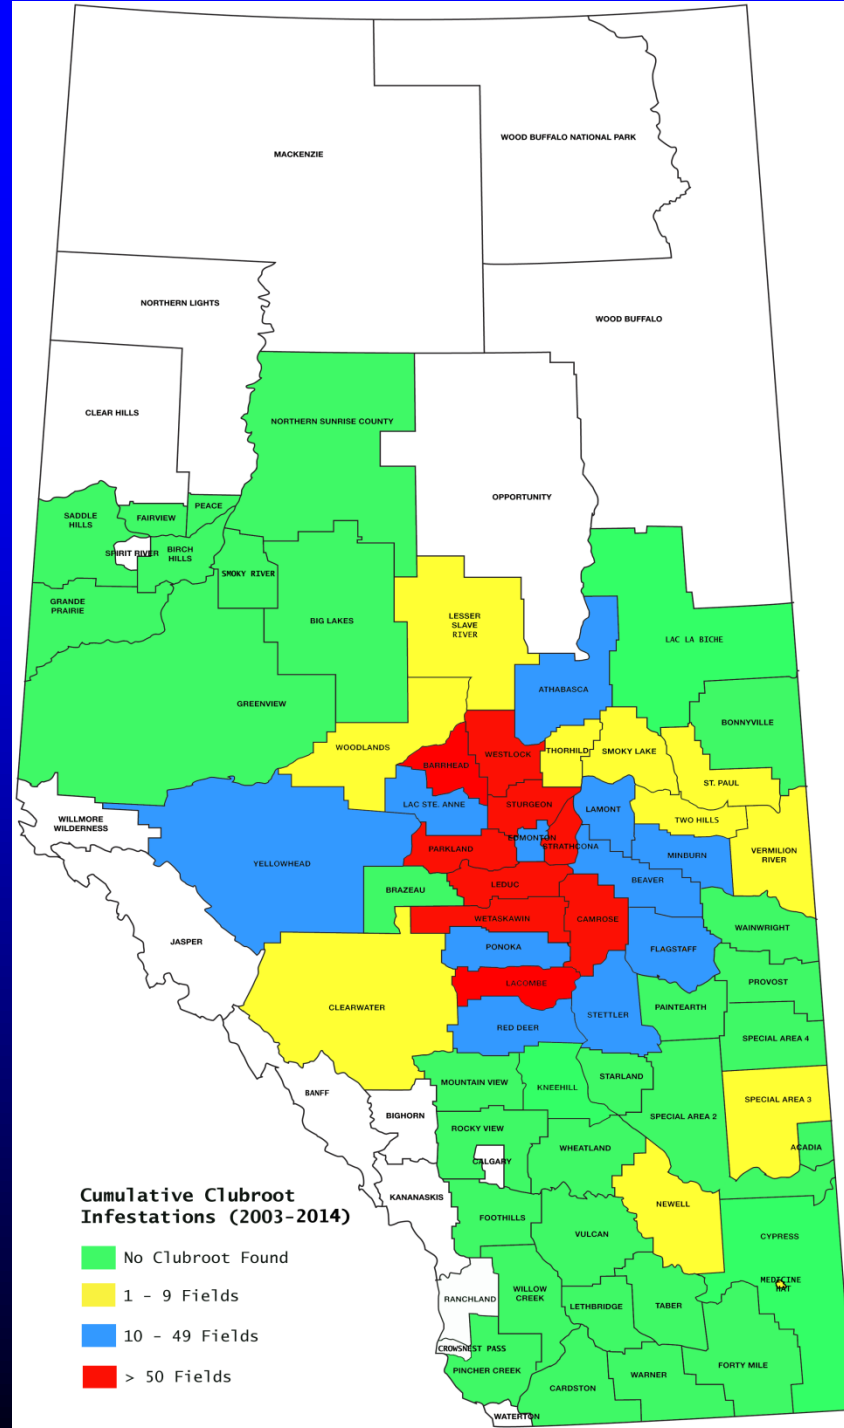 MACKENZIE
WOOD BUFFALO NATIONAL PARK
NORTHERN LIGHTS
WOOD BUFFALO
CLEAR HILLS
NORTHERN SUNRISE COUNTY
OPPORTUNITY
PEACE
SADDLE
HILLS
FAIRVIEW
SPIRIT RIVER
BIRCH
HILLS
SMOKY RIVER
GRANDE
PRAIRIE
BIG LAKES
LESSER
SLAVE
RIVER
LAC LA BICHE
ATHABASCA
GREENVIEW
BONNYVILLE
WOODLANDS
WESTLOCK
THORHILD
SMOKY LAKE
BARRHEAD
ST. PAUL
LAC STE. ANNE
STURGEON
LAMONT
WILLMORE
WILDERNESS
TWO HILLS
EDMONTON
STRATHCONA
PARKLAND
VERMILION
RIVER
MINBURN
YELLOWHEAD
BEAVER
LEDUC
BRAZEAU
WETASKIWIN
CAMROSE
WAINWRIGHT
JASPER
PONOKA
FLAGSTAFF
PROVOST
LACOMBE
CLEARWATER
PAINTEARTH
STETTLER
RED DEER
SPECIAL AREA 4
STARLAND
MOUNTAIN VIEW
KNEEHILL
BANFF
SPECIAL AREA 3
BIGHORN
SPECIAL AREA 2
ROCKY VIEW
WHEATLAND
ACADIA
CALGARY
KANANASKIS
NEWELL
FOOTHILLS
VULCAN
CYPRESS
MEDICINE
HAT
RANCHLAND
WILLOW
CREEK
LETHBRIDGE
TABER
CROWSNEST PASS
PINCHER CREEK
FORTY MILE
WARNER
CARDSTON
WATERTON
Cumulative Clubroot
Infestations (2003-2014)
No Clubroot Found
1 - 9 Fields
10 - 49 Fields
> 50 Fields